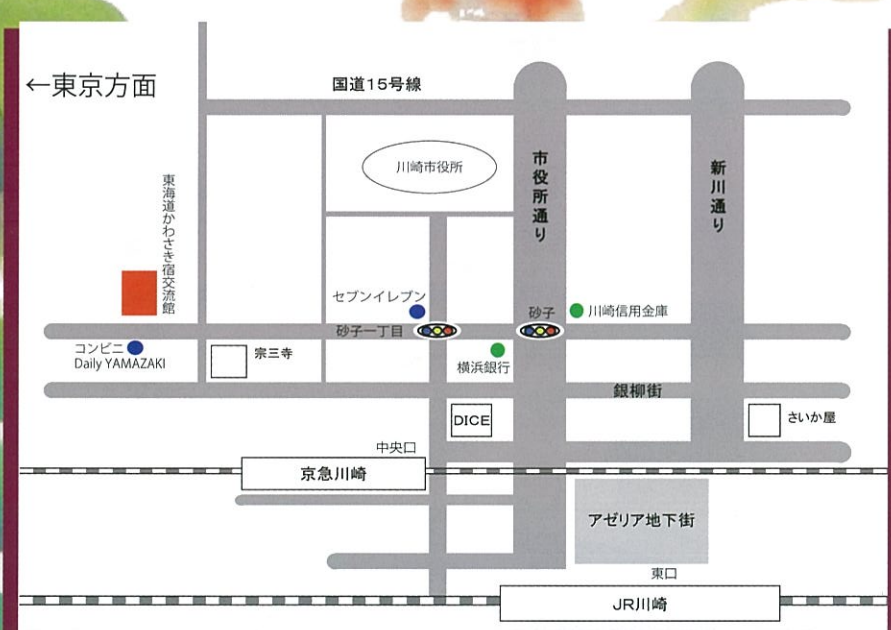 ←東京方面
国道15号線
川崎市役所
市役所通り
新川通り
東海道かわさき宿交流館
セブンイレブン
砂子
川崎信用金庫
砂子一丁目
コンビニ
Daily YAMAZAKI
宗三寺
横浜銀行
銀柳街
DICE
さいか屋
中央口
京急川崎
アゼリア地下街
東口
JR川崎